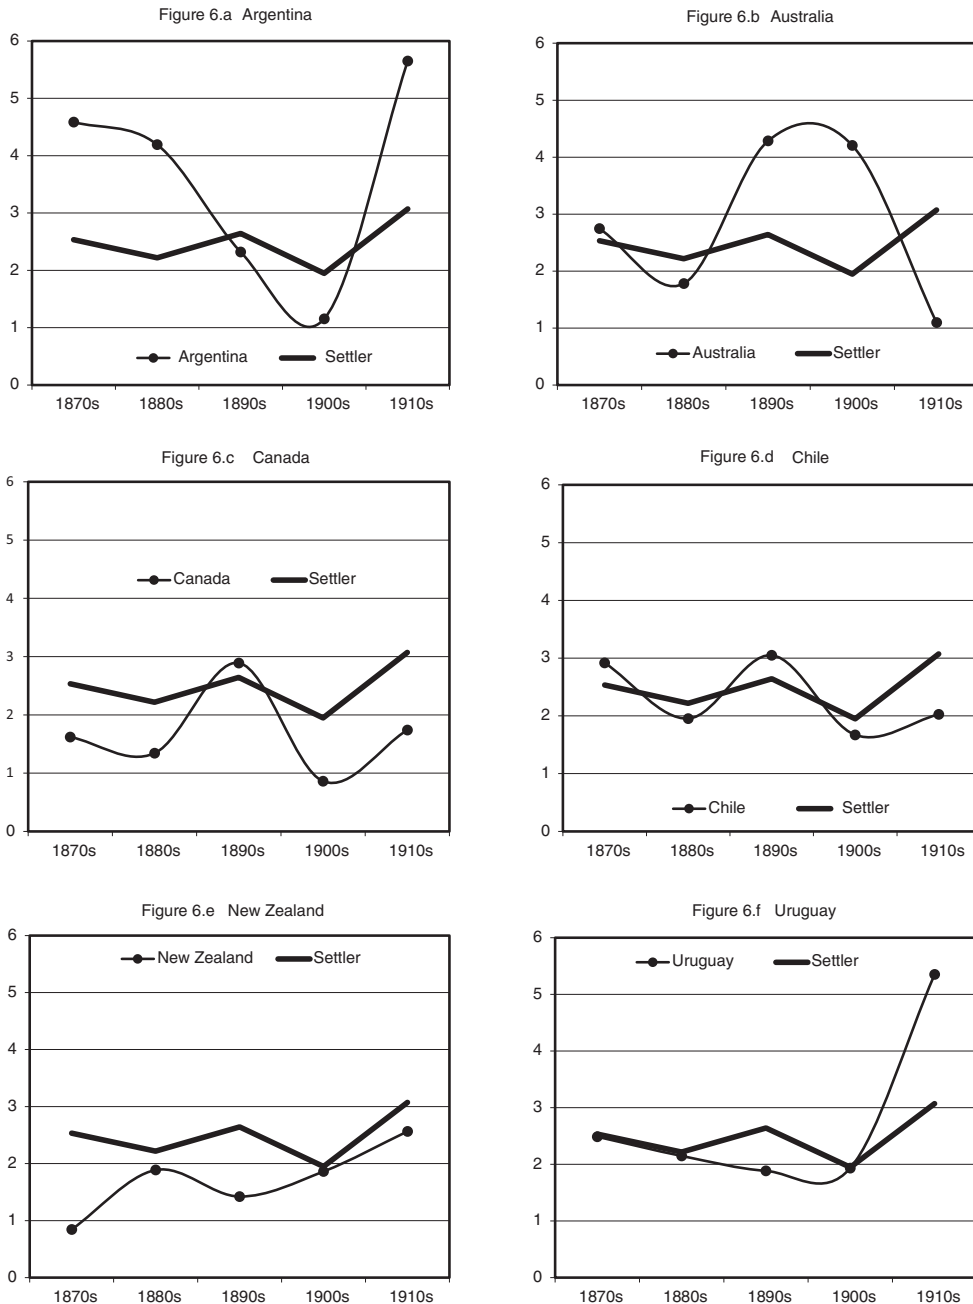 Figure 6.a Argentina
6
5
4
3
2
1
0
Argentina Settler
1870s 1880s 1890s 1900s 1910s
Figure 6.b Australia
6
5
4
3
2
1
0
Australia Settler
1870s 1880s 1890s 1900s 1910s
Figure 6.c Canada
6
5
4
3
2
1
0
Canada Settler
1870s 1880s 1890s 1900s 1910s
Figure 6.d Chile
6
5
4
3
2
1
0
Chile Settler
1870s 1880s 1890s 1900s 1910s
Figure 6.e New Zealand
6
5
4
3
2
1
0
New Zealand Settler
1870s 1880s 1890s 1900s 1910s
Figure 6.f Uruguay
6
5
4
3
2
1
0
Uruguay Settler
1870s 1880s 1890s 1900s 1910s